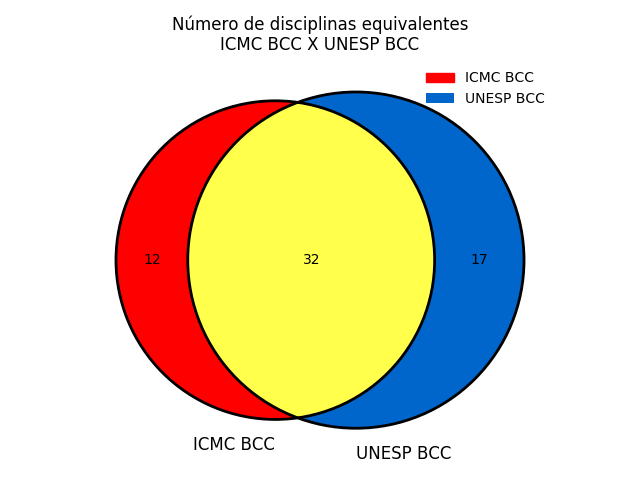 Número de disciplinas equivalentes
ICMC BCC X UNESP BCC
ICMC BCC
UNESP BCC
12
32
17
ICMC BCC
UNESP BCC